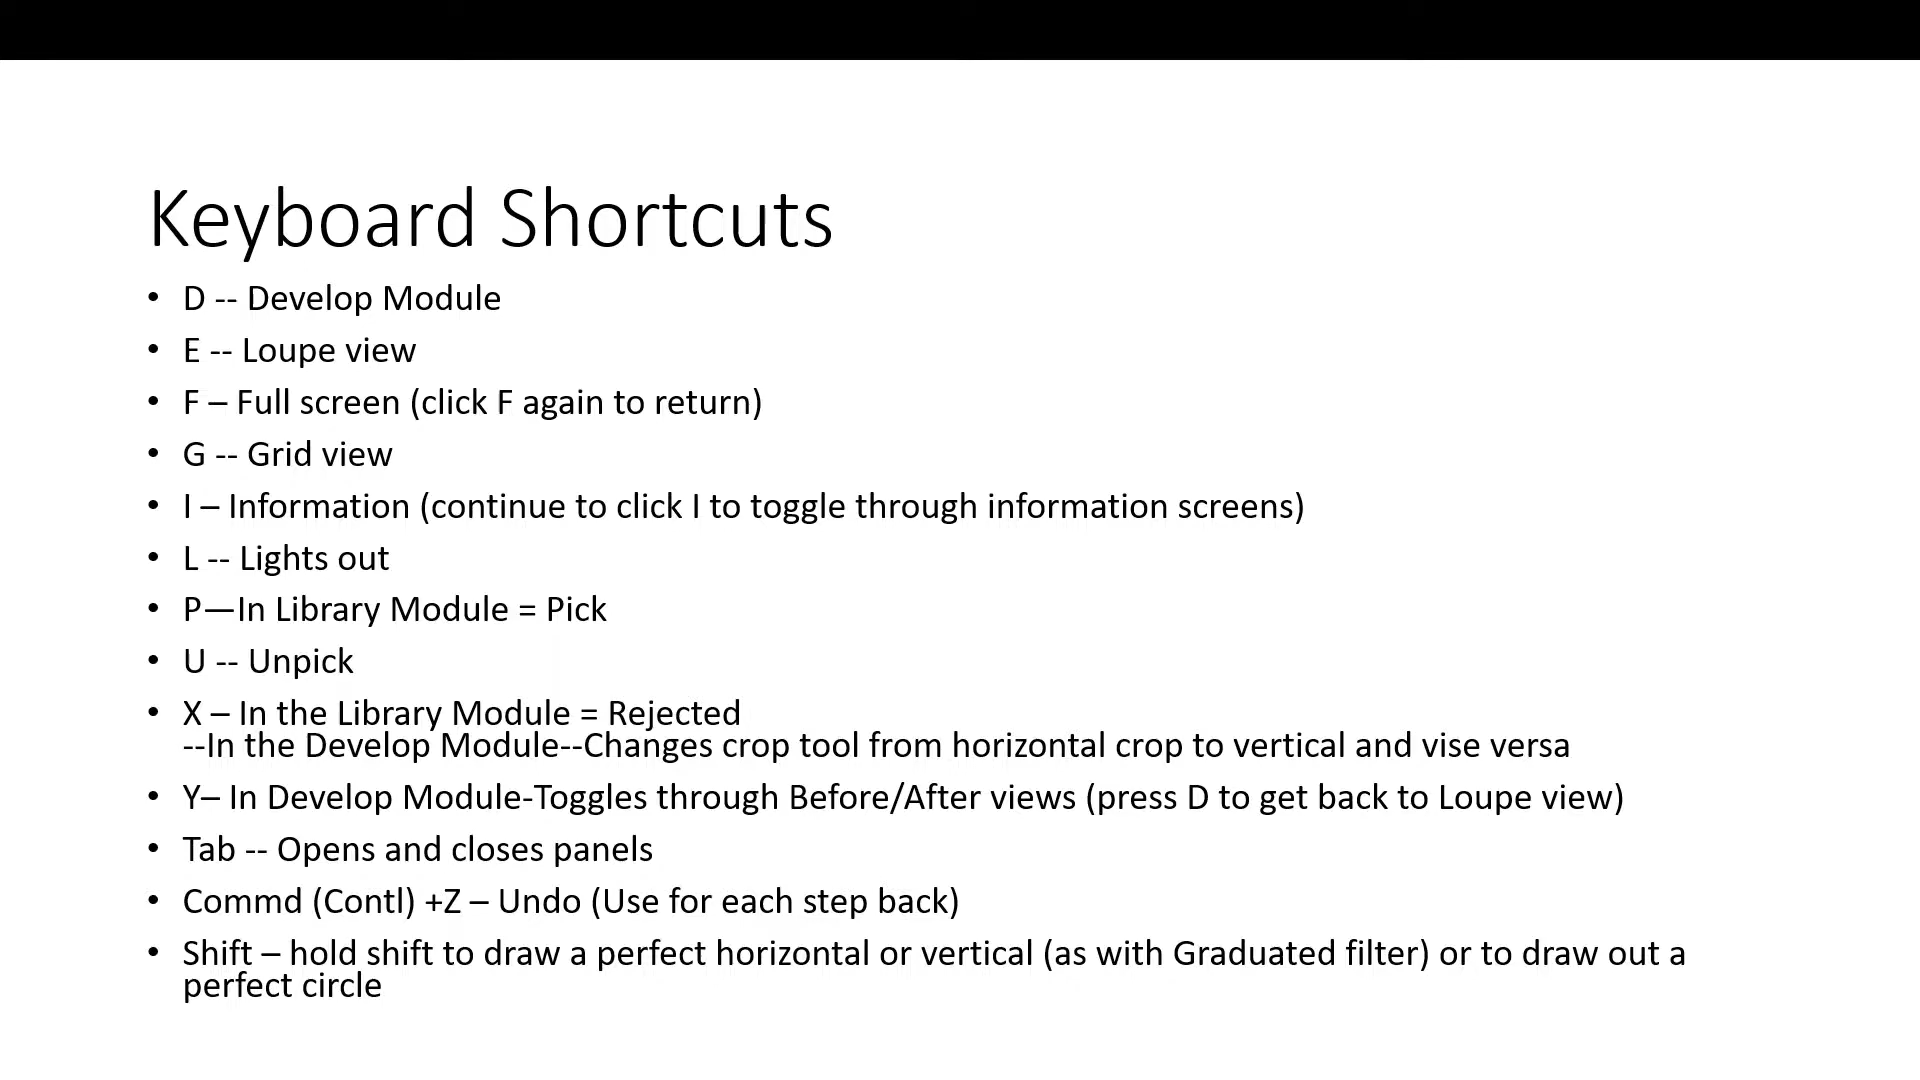 Keyboard Shortcuts
• D -- Develop Module
• E -- Loupe view
• F – Full screen (click F again to return)
• G -- Grid view
• I – Information (continue to click I to toggle through information screens)
• L -- Lights out
• P—In Library Module = Pick
• U -- Unpick
• X – In the Library Module = Rejected
--In the Develop Module--Changes crop tool from horizontal crop to vertical and vise versa
• Y– In Develop Module-Toggles through Before/After views (press D to get back to Loupe view)
• Tab -- Opens and closes panels
• Commd (Contl) +Z – Undo (Use for each step back)
• Shift – hold shift to draw a perfect horizontal or vertical (as with Graduated filter) or to draw out a
perfect circle